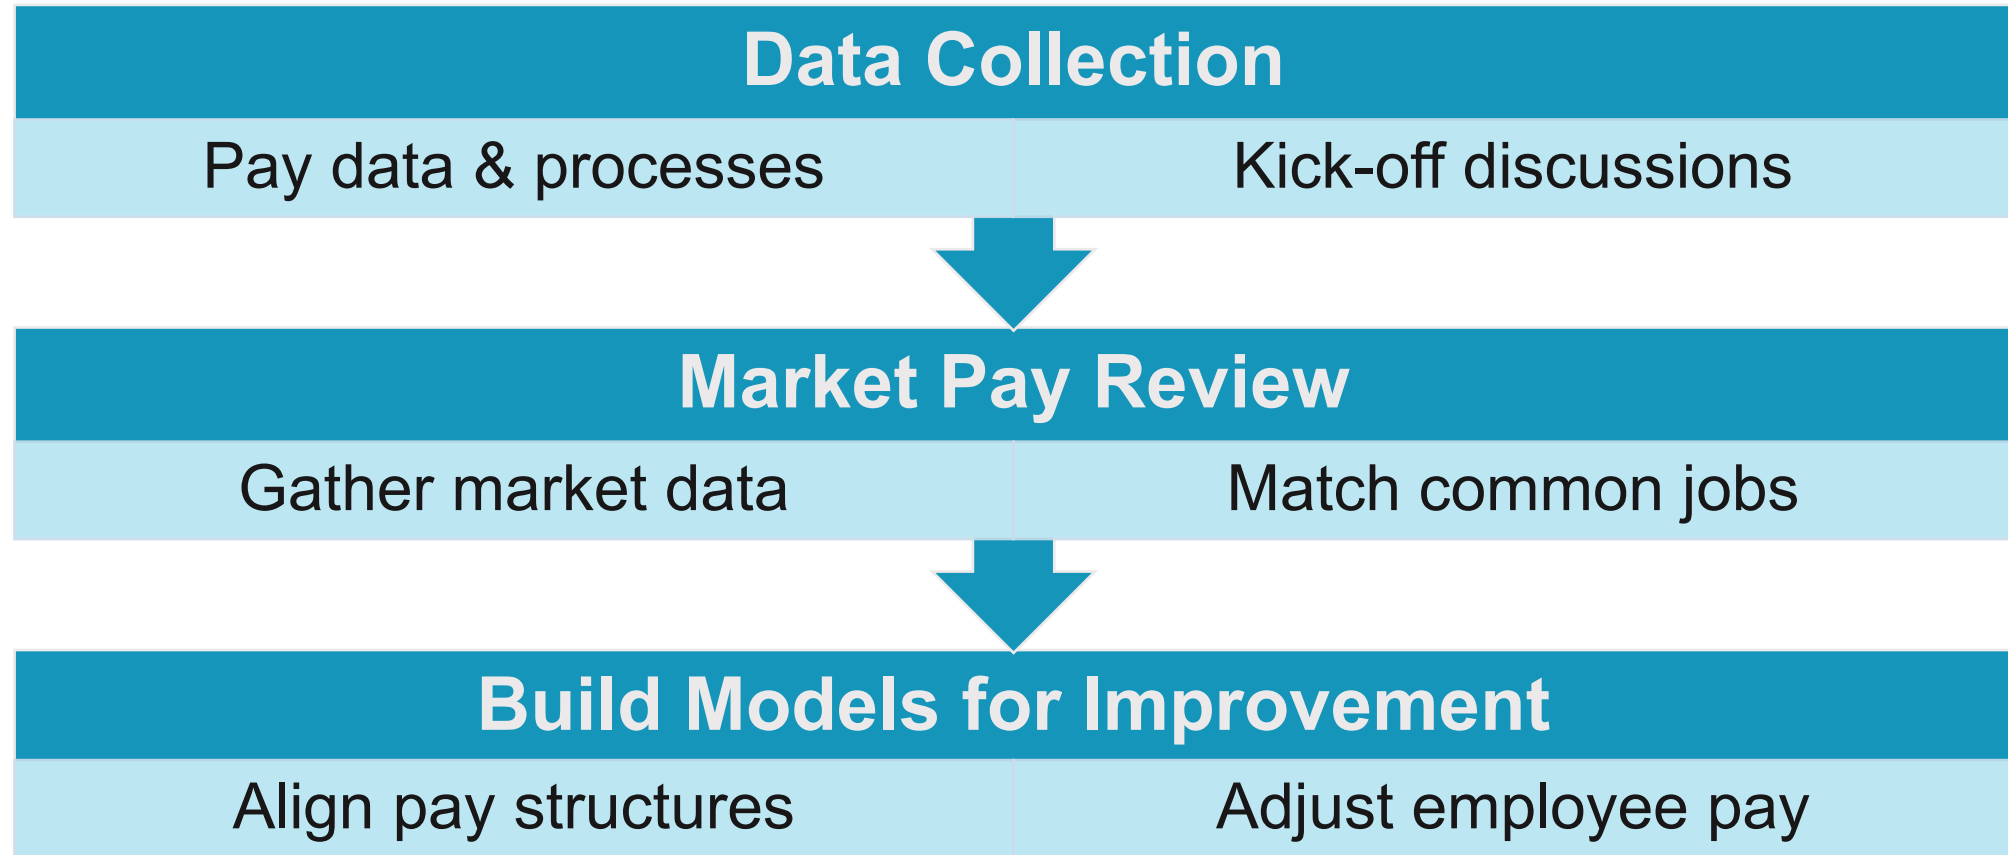 Data Collection
Pay data & processes
Kick-off discussions
Market Pay Review
Gather market data
Match common jobs
Build Models for Improvement
Align pay structures
Adjust employee pay